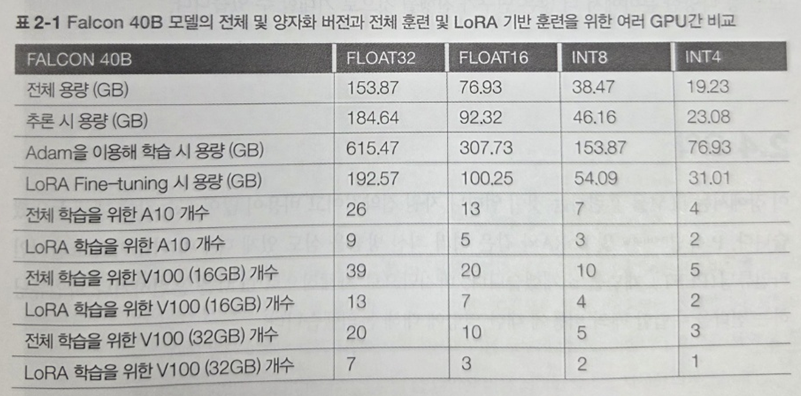 표 2-1 Falcon 40B 모델의 전체 및 양자화 버전과 전체 훈련 및 LoRA 기반 훈련을 위한 여러 GPU간 비교
FALCON 40B FLOAT32 FLOAT16 INT8 INT4
전체 용량 (GB) 153.87 76.93 38.47 19.23
추론 시 용량 (GB) 184.64 92.32 46.16 23.08
Adam을 이용해 학습 시 용량 (GB) 615.47 307.73 153.87 76.93
LoRA Fine-tuning 시 용량 (GB) 192.57 100.25 54.09 31.01
전체 학습을 위한 A10 개수 26 13 7 4
LoRA 학습을 위한 A10 개수 9 5 3 2
전체 학습을 위한 V100 (16GB) 개수 39 20 10 5
LoRA 학습을 위한 V100 (16GB) 개수 13 7 4 2
전체 학습을 위한 V100 (32GB) 개수 20 10 5 3
LoRA 학습을 위한 V100 (32GB) 개수 7 3 2 1